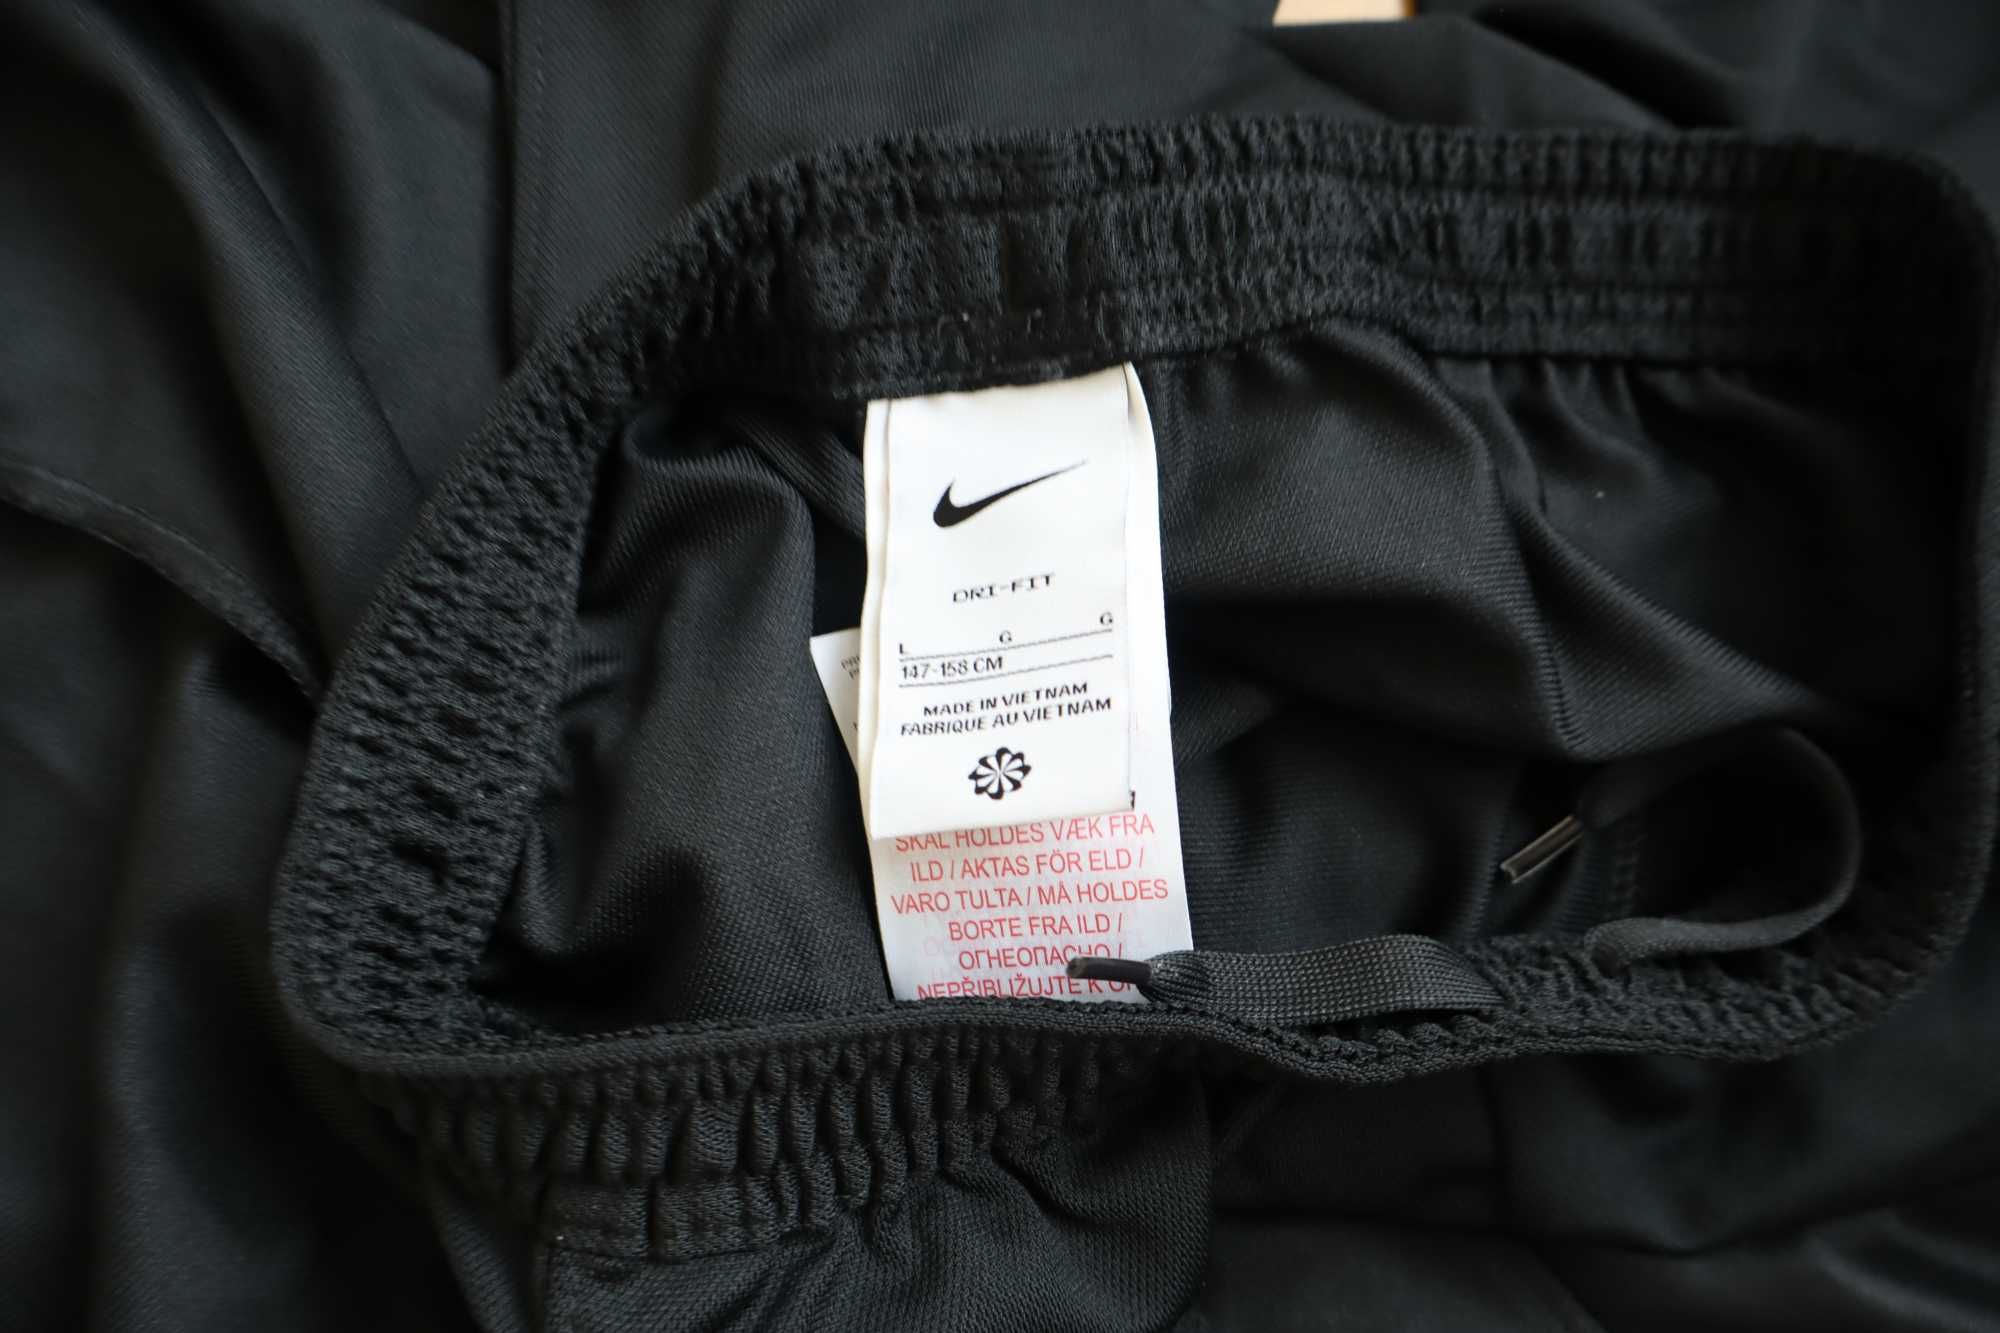 DRI-FIT
L G G
147-158 CM
MADE IN VIETNAM
FABRIQUE AU VIETNAM
SKAL HOLDES VÆK FRA
ILD / AKTAS FÖR ELD /
VARO TULTA / MÅ HOLDES
BORTE FRA ILD /
ОГНЕОПАСНО /
NEPŘIBLIŽUJTE K